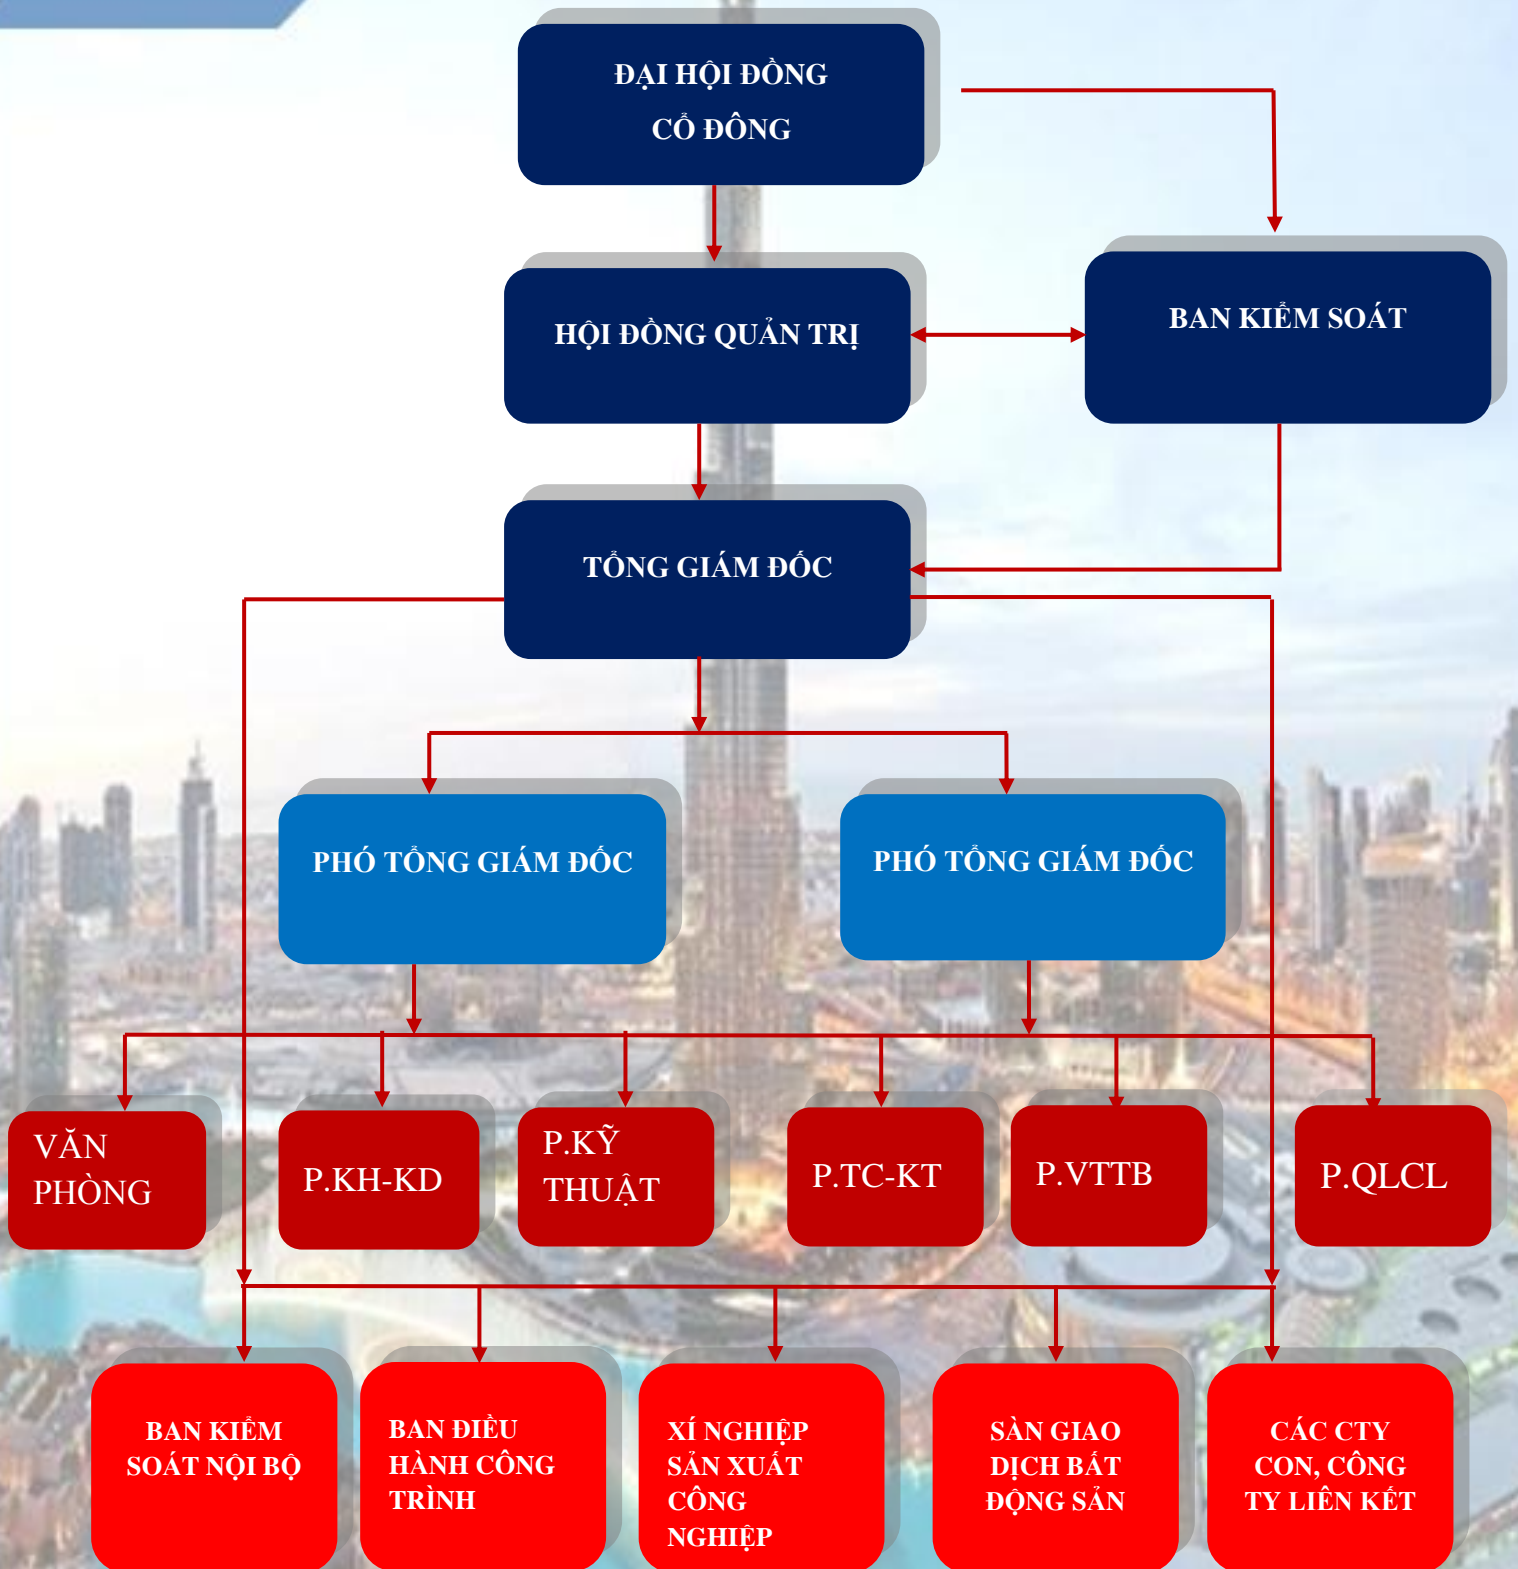 ĐẠI HỘI ĐỒNG
CỔ ĐÔNG
HỘI ĐỒNG QUẢN TRỊ
BAN KIỂM SOÁT
TỔNG GIÁM ĐỐC
PHÓ TỔNG GIÁM ĐỐC
PHÓ TỔNG GIÁM ĐỐC
VĂN
PHÒNG
P.KH-KD
P.KỸ
THUẬT
P.TC-KT
P.VTTB
P.QLCL
BAN KIỂM
SOÁT NỘI BỘ
BAN ĐIỀU
HÀNH CÔNG
TRÌNH
XÍ NGHIỆP
SẢN XUẤT
CÔNG
NGHIỆP
SÀN GIAO
DỊCH BẤT
ĐỘNG SẢN
CÁC CTY
CON, CÔNG
TY LIÊN KẾT